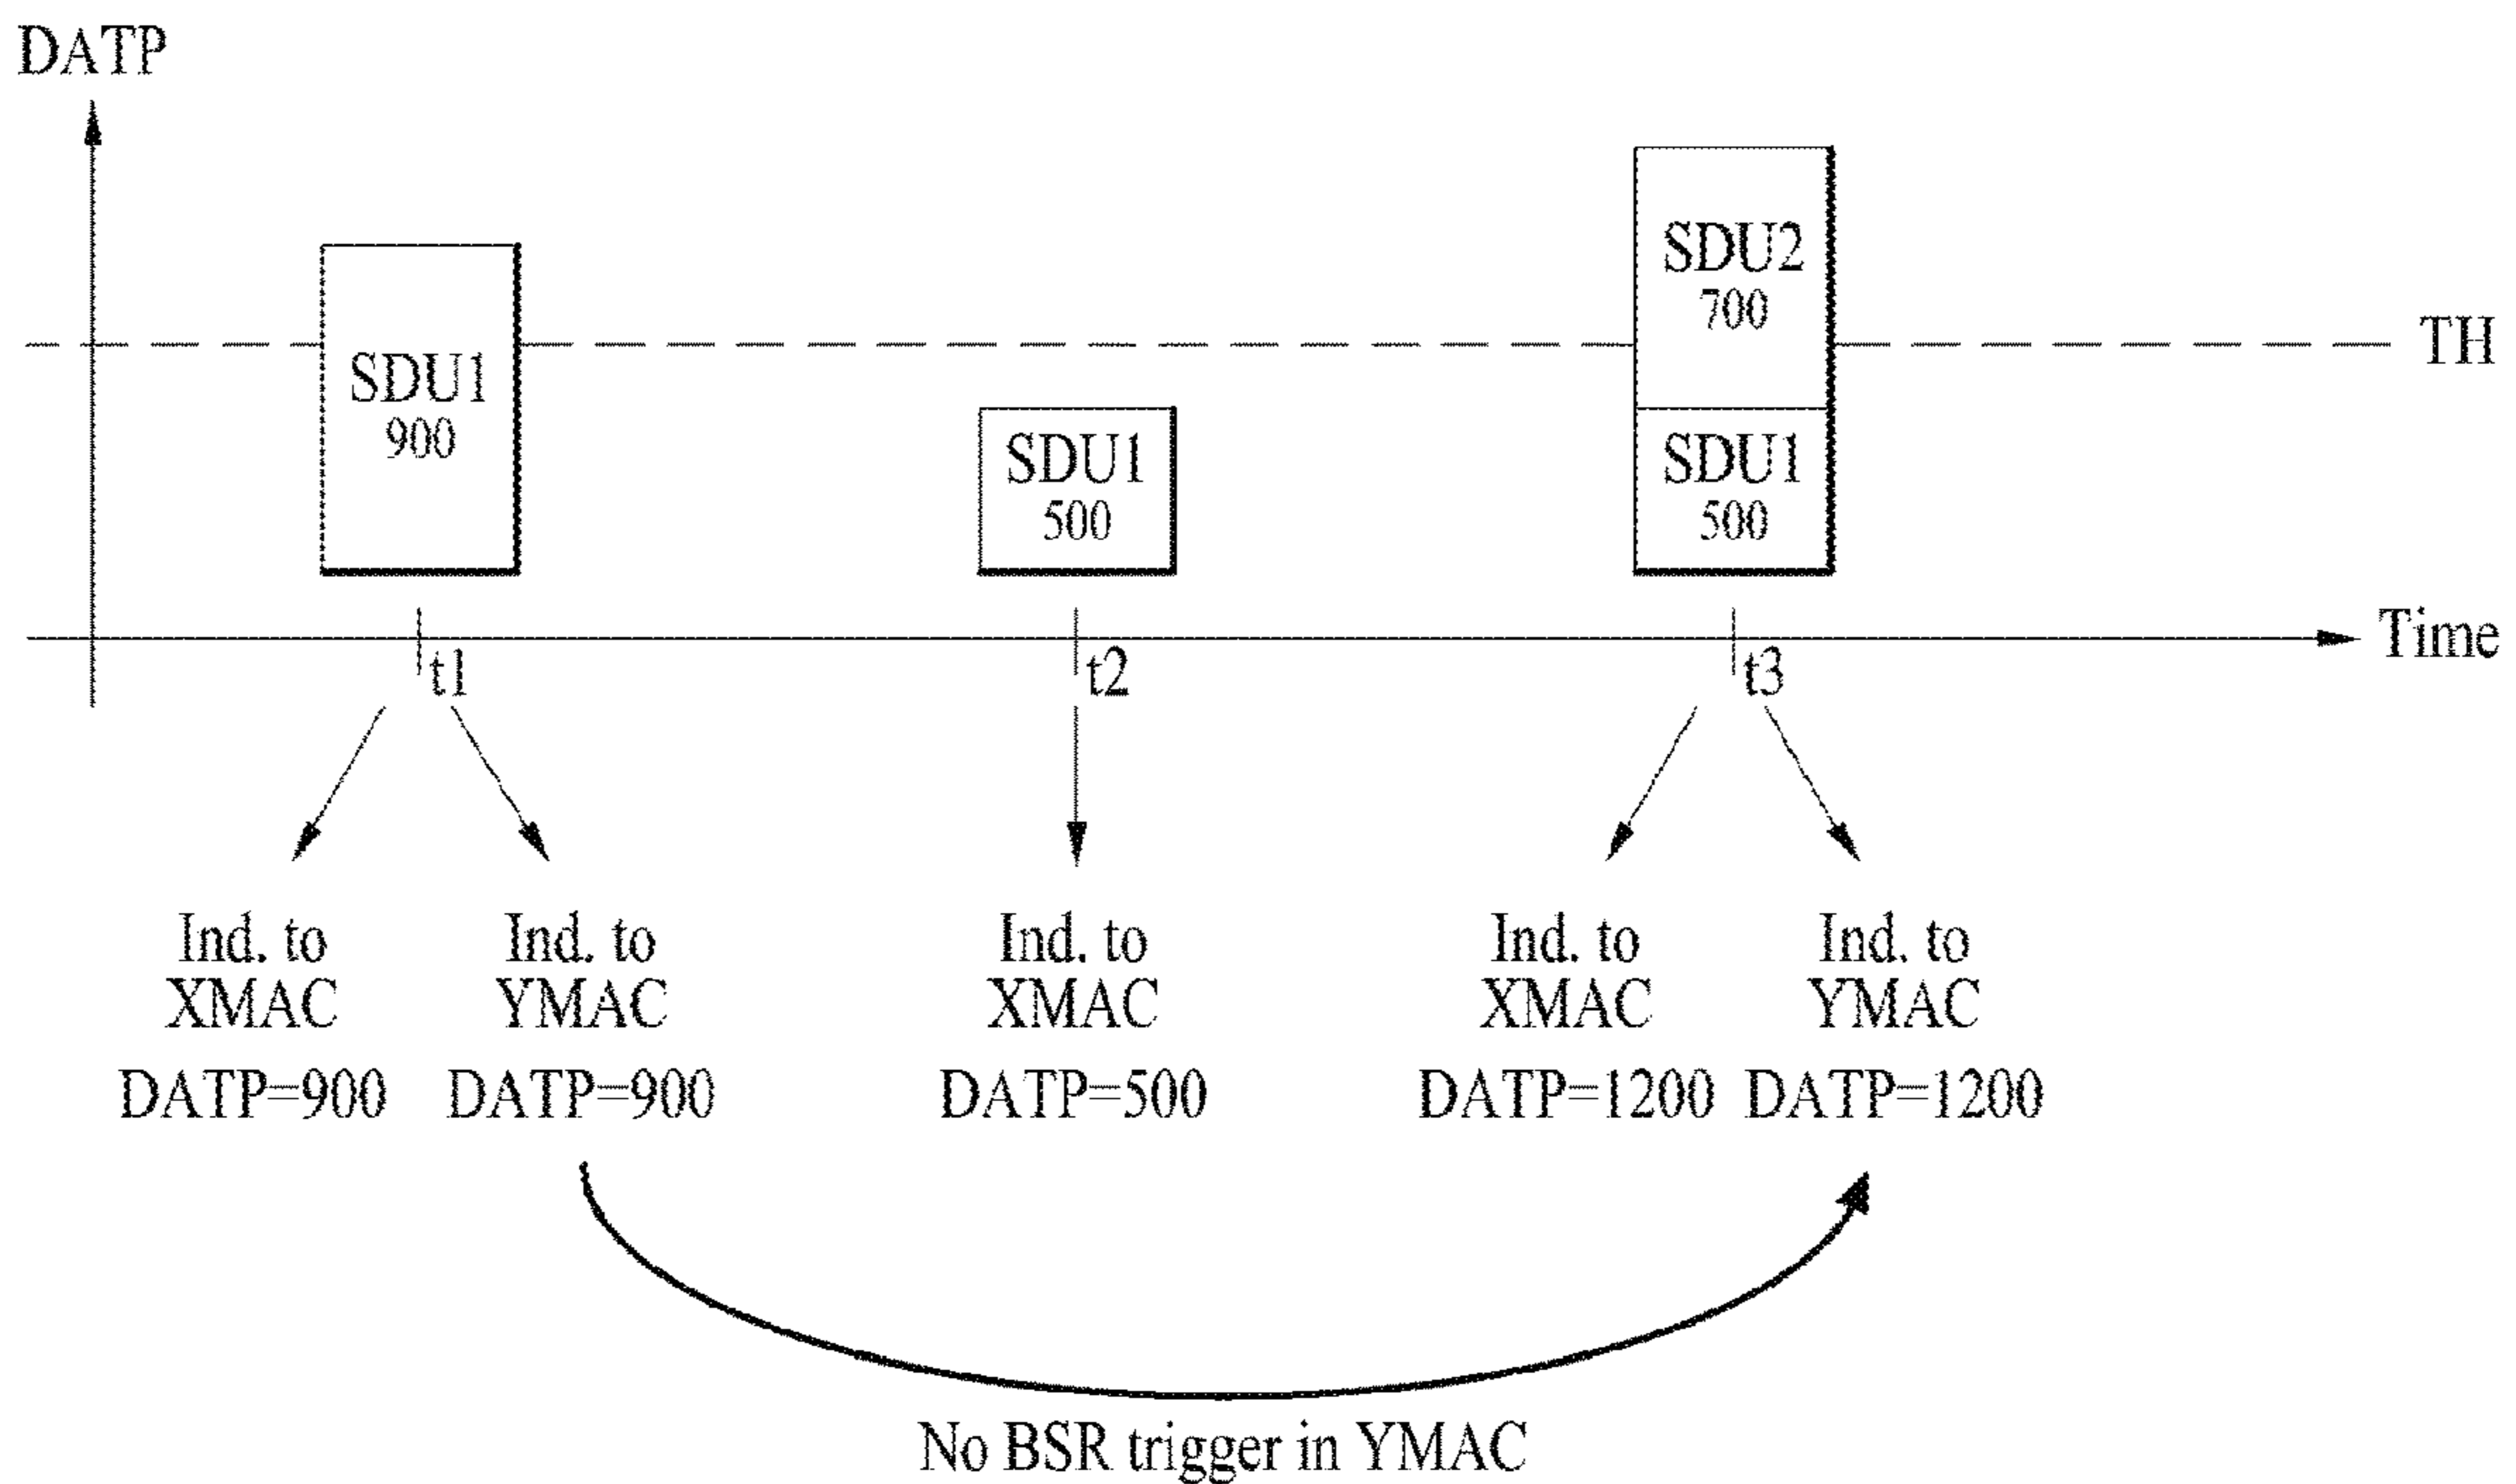 DATP
SDU2
700
SDU1
900
TH
SDU1
500
SDU1
500
Time
t1
t2
t3
Ind. to
XMAC
DATP=900
Ind. to
YMAC
DATP=900
Ind. to
XMAC
DATP=500
Ind. to
XMAC
DATP=1200
Ind. to
YMAC
DATP=1200
No BSR trigger in YMAC